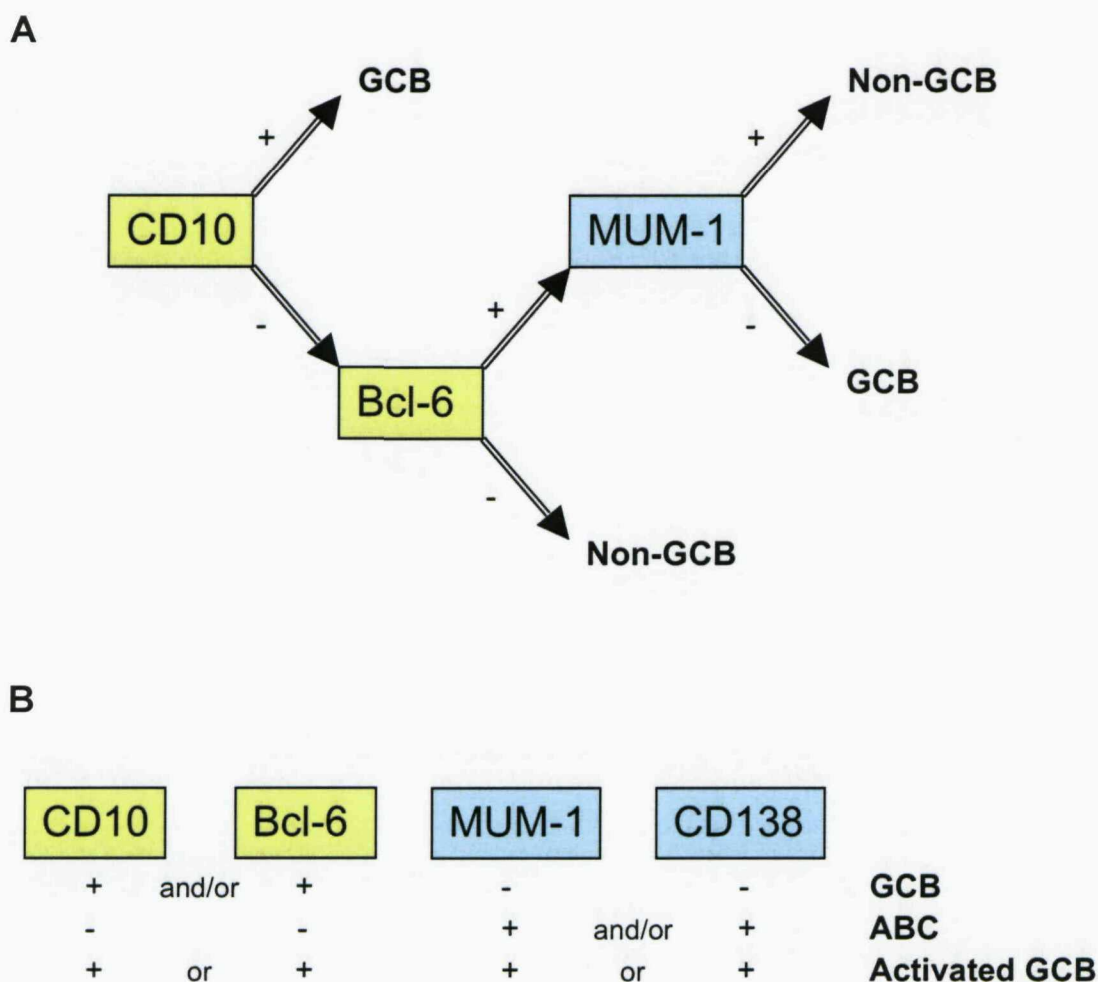 A
GCB
Non-GCB
+
+
CD10
MUM-1
-
+
-
Bcl-6
GCB
-
Non-GCB
B
CD10 Bcl-6 MUM-1 CD138
+ and/or + - - GCB
- - + and/or + ABC
+ or + + or + Activated GCB